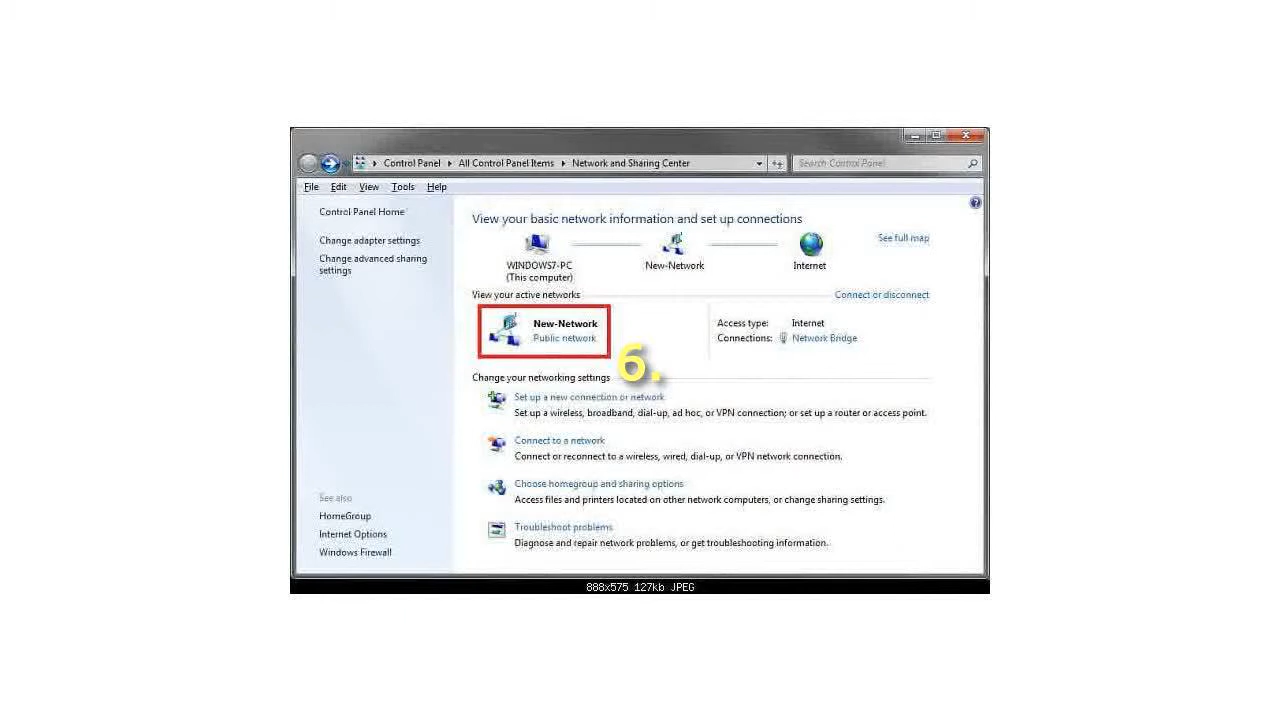 Control Panel
All Control Panel Items
Network and Sharing Center
Search Control Panel
File Edit View Tools Help
Control Panel Home
Change adapter settings
Change advanced sharing
settings
See also
HomeGroup
Internet Options
Windows Firewall
View your basic network information and set up connections
See full map
WINDOWS7-PC
(This computer)
New-Network
Internet
View your active networks
Connect or disconnect
New-Network
Public network
Access type: Internet
Connections: Network Bridge
6.
Change your networking settings
Set up a new connection or network
Set up a wireless, broadband, dial-up, ad hoc, or VPN connection; or set up a router or access point.
Connect to a network
Connect or reconnect to a wireless, wired, dial-up, or VPN network connection.
Choose homegroup and sharing options
Access files and printers located on other network computers, or change sharing settings.
Troubleshoot problems
Diagnose and repair network problems, or get troubleshooting information.
888x575 127kb JPEG